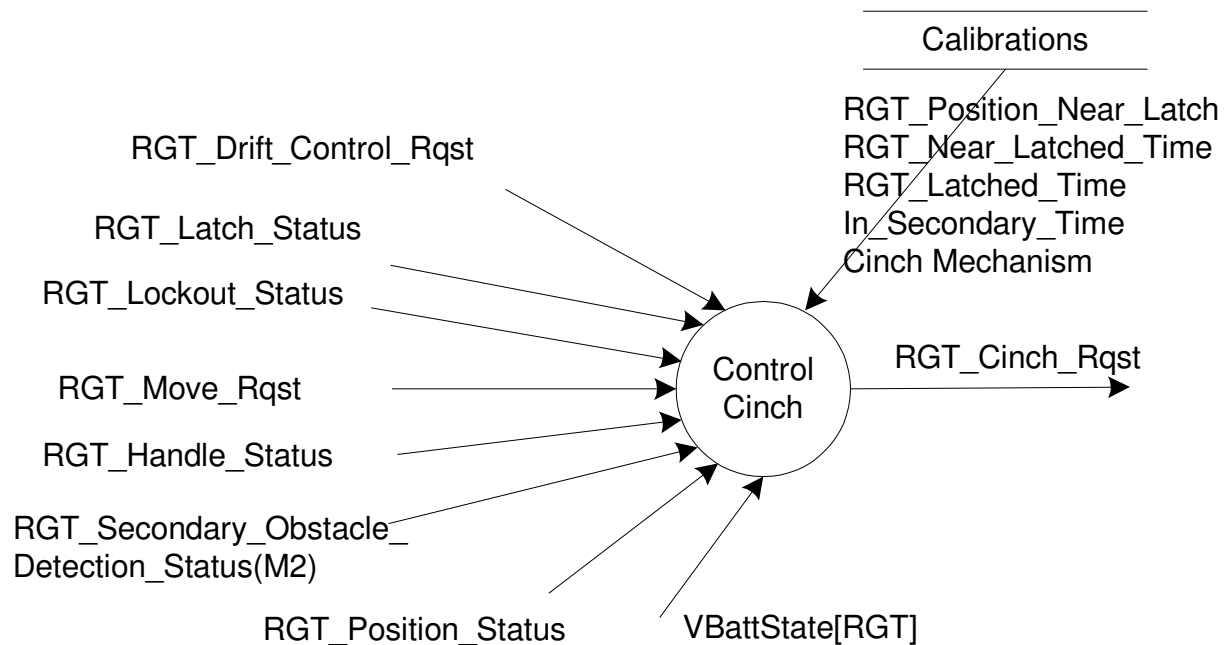 Calibrations
RGT_Position_Near_Latch
RGT_Near_Latched_Time
RGT_Latched_Time
In_Secondary_Time
Cinch Mechanism
RGT_Drift_Control_Rqst
RGT_Latch_Status
RGT_Lockout_Status
RGT_Move_Rqst
RGT_Handle_Status
RGT_Secondary_Obstacle_
Detection_Status(M2)
RGT_Position_Status
VBattState[RGT]
Control
Cinch
RGT_Cinch_Rqst